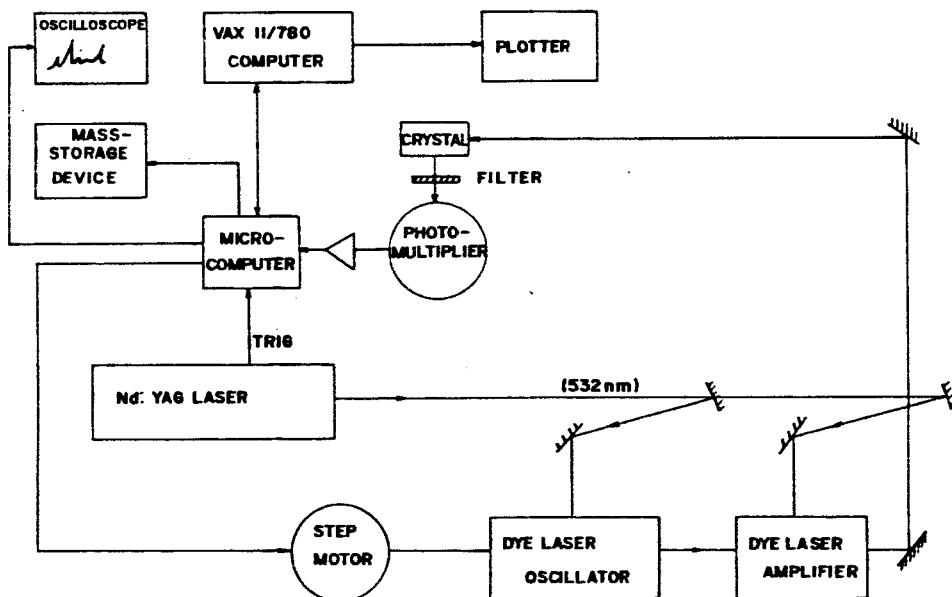 OSCILLOSCOPE
VAX 11/780
COMPUTER
PLOTTER
MASS-
STORAGE
DEVICE
CRYSTAL
FILTER
PHOTO-
MULTIPLIER
MICRO-
COMPUTER
TRIG
Nd: YAG LASER
(532nm)
STEP
MOTOR
DYE LASER
OSCILLATOR
DYE LASER
AMPLIFIER